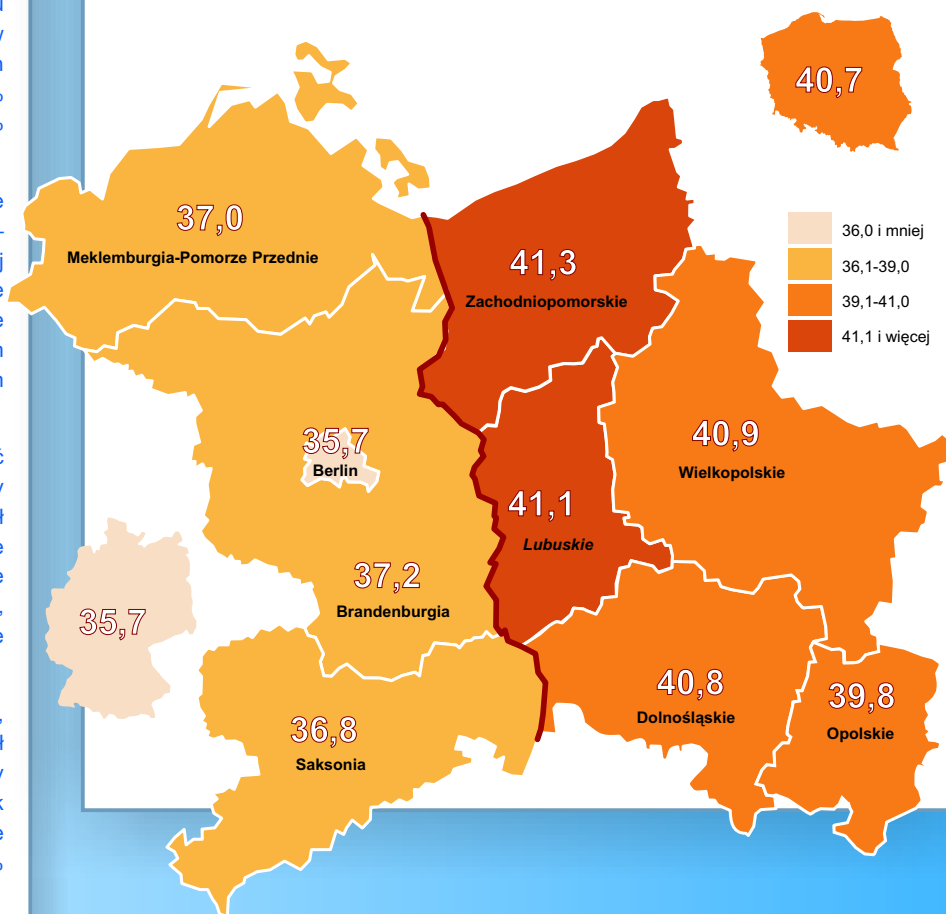 40,7
37,0
Meklemburgia-Pomorze Przednie
36,0 i mniej
36,1-39,0
39,1-41,0
41,1 i więcej
41,3
Zachodniopomorskie
35,7
Berlin
40,9
Wielkopolskie
41,1
Lubuskie
37,2
Brandenburgia
35,7
40,8
Dolnośląskie
39,8
Opolskie
36,8
Saksonia